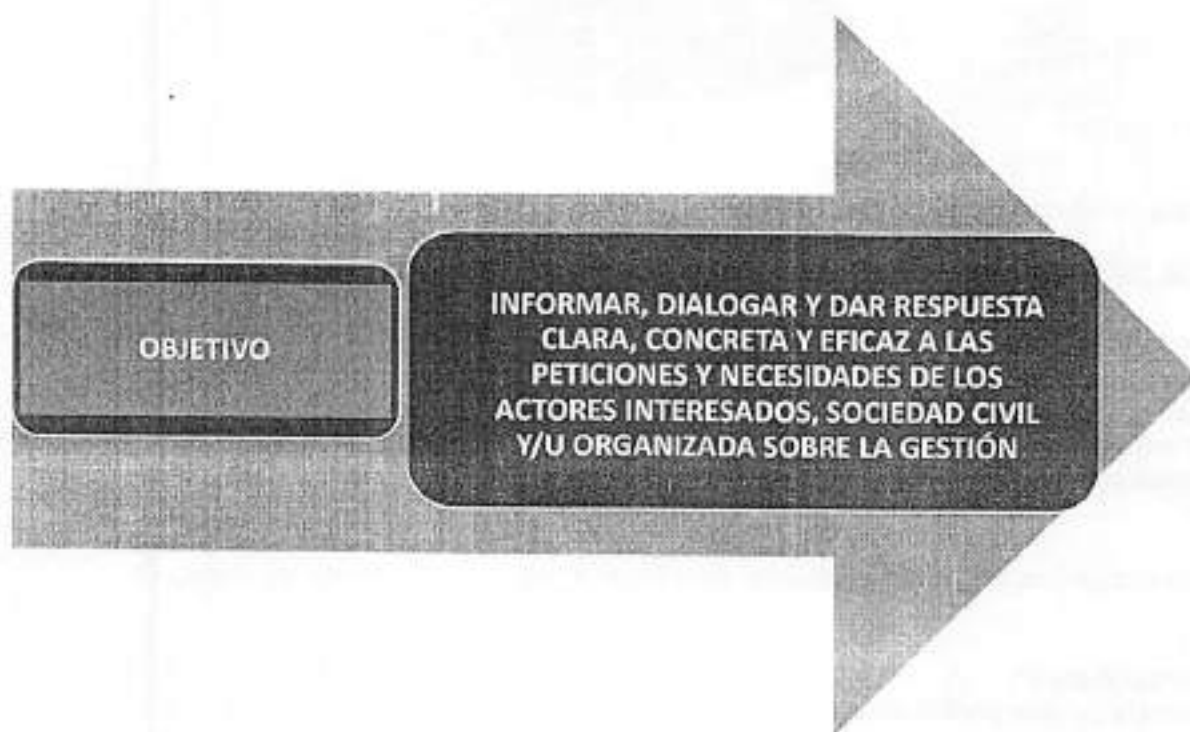 OBJETIVO
INFORMAR, DIALOGAR Y DAR RESPUESTA
CLARA, CONCRETA Y EFICAZ A LAS
PETICIONES Y NECESIDADES DE LOS
ACTORES INTERESADOS, SOCIEDAD CIVIL
Y/U ORGANIZADA SOBRE LA GESTIÓN